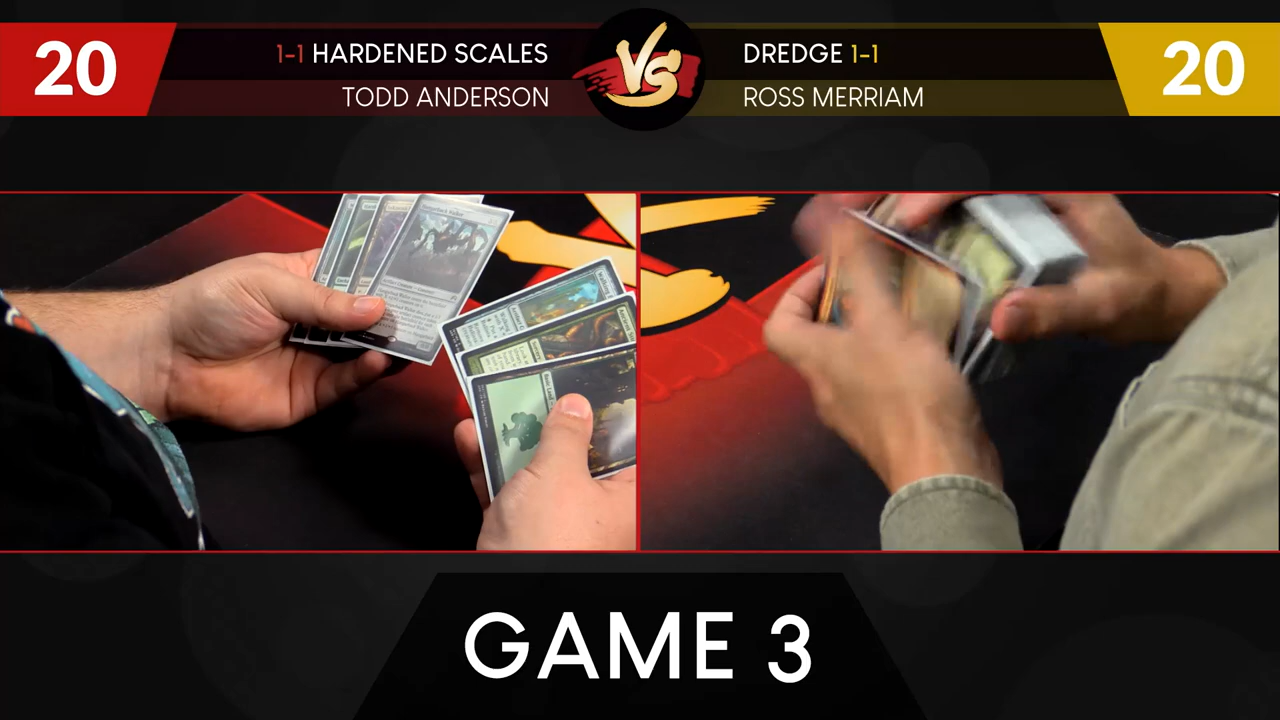 20
1-1 HARDENED SCALES
TODD ANDERSON
VS
DREDGE 1-1
ROSS MERRIAM
20
GAME 3